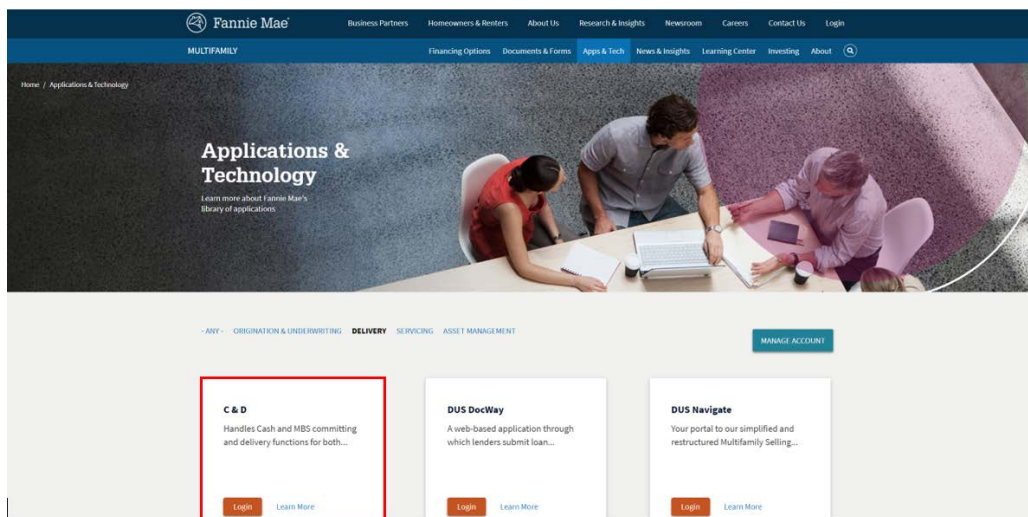 Fannie Mae Business Partners Homeowners & Renters About Us Research & Insights Newsroom Careers Contact Us Login
MULTIFAMILY Financing Options Documents & Forms Apps & Tech News & Insights Learning Center Investing About
Home / Applications & Technology
Applications &
Technology
Learn more about Fannie Mae's
library of applications
- ANY - ORIGINATION & UNDERWRITING DELIVERY SERVICING ASSET MANAGEMENT
MANAGE ACCOUNT
C & D
Handles Cash and MBS committing
and delivery functions for both...
Login Learn More
DUS DocWay
A web-based application through
which lenders submit loan...
Login Learn More
DUS Navigate
Your portal to our simplified and
restructured Multifamily Selling...
Login Learn More